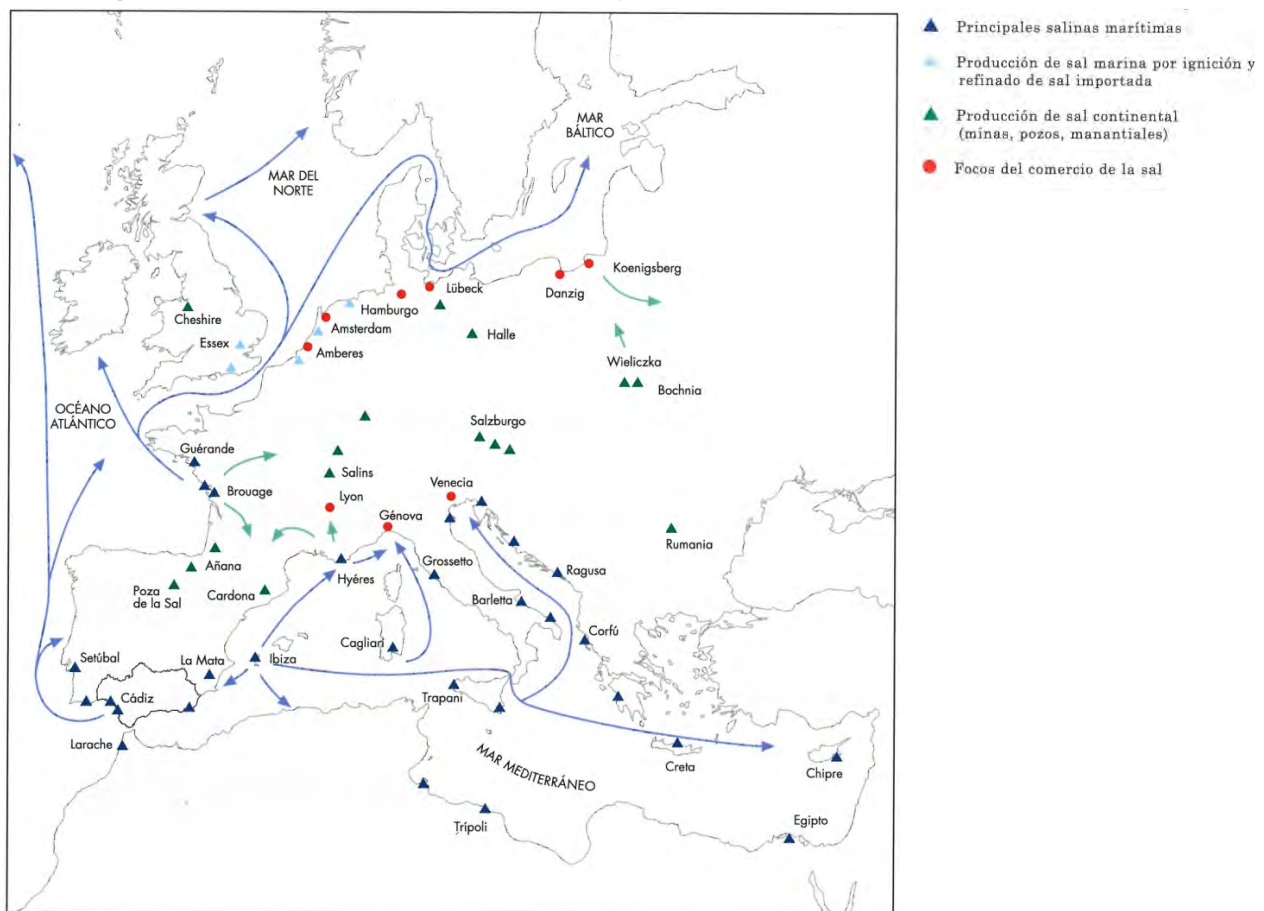 Principales salinas marítimas
Producción de sal marina por ignición y
refinado de sal importada
Producción de sal continental
(minas, pozos, manantiales)
Focos del comercio de la sal
MAR
BÁLTICO
MAR DEL
NORTE
Koenigsberg
Danzig
Lübeck
Hamburgo
Cheshire
Amsterdam
Halle
Essex
Amberes
Wieliczka
Bochnia
OCÉANO
ATLÁNTICO
Salzburgo
Guérande
Salins
Brouage
Venecia
Lyon
Génova
Rumania
Añana
Hyéres
Grossetto
Ragusa
Poza
de la Sal
Cardona
Barletta
Corfú
Cagliari
Setúbal
La Mata
Ibiza
Cádiz
Trapani
Larache
Creta
Chipre
MAR MEDITERRÁNEO
Trípoli
Egipto